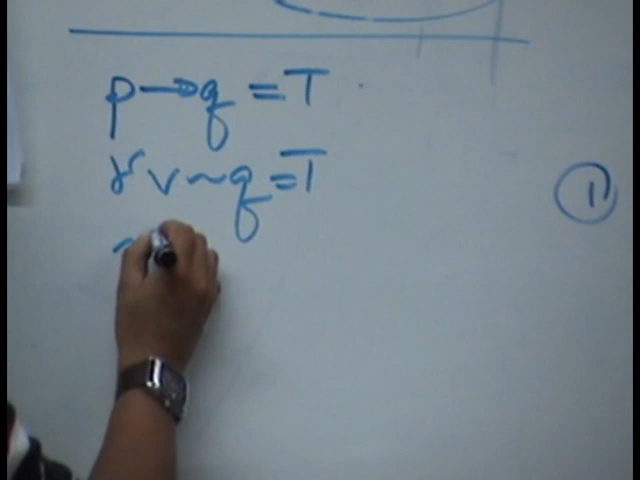 p → q = T
r ∨ ~q = T
~
1